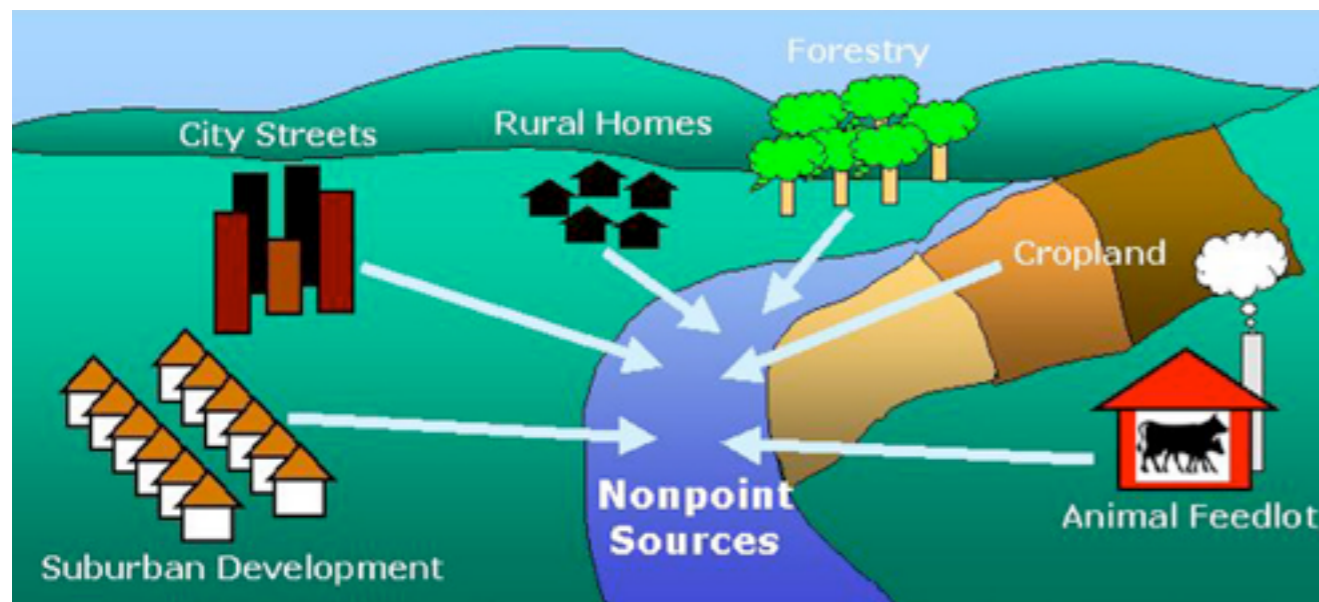 Forestry
City Streets
Rural Homes
Cropland
Nonpoint
Sources
Animal Feedlot
Suburban Development